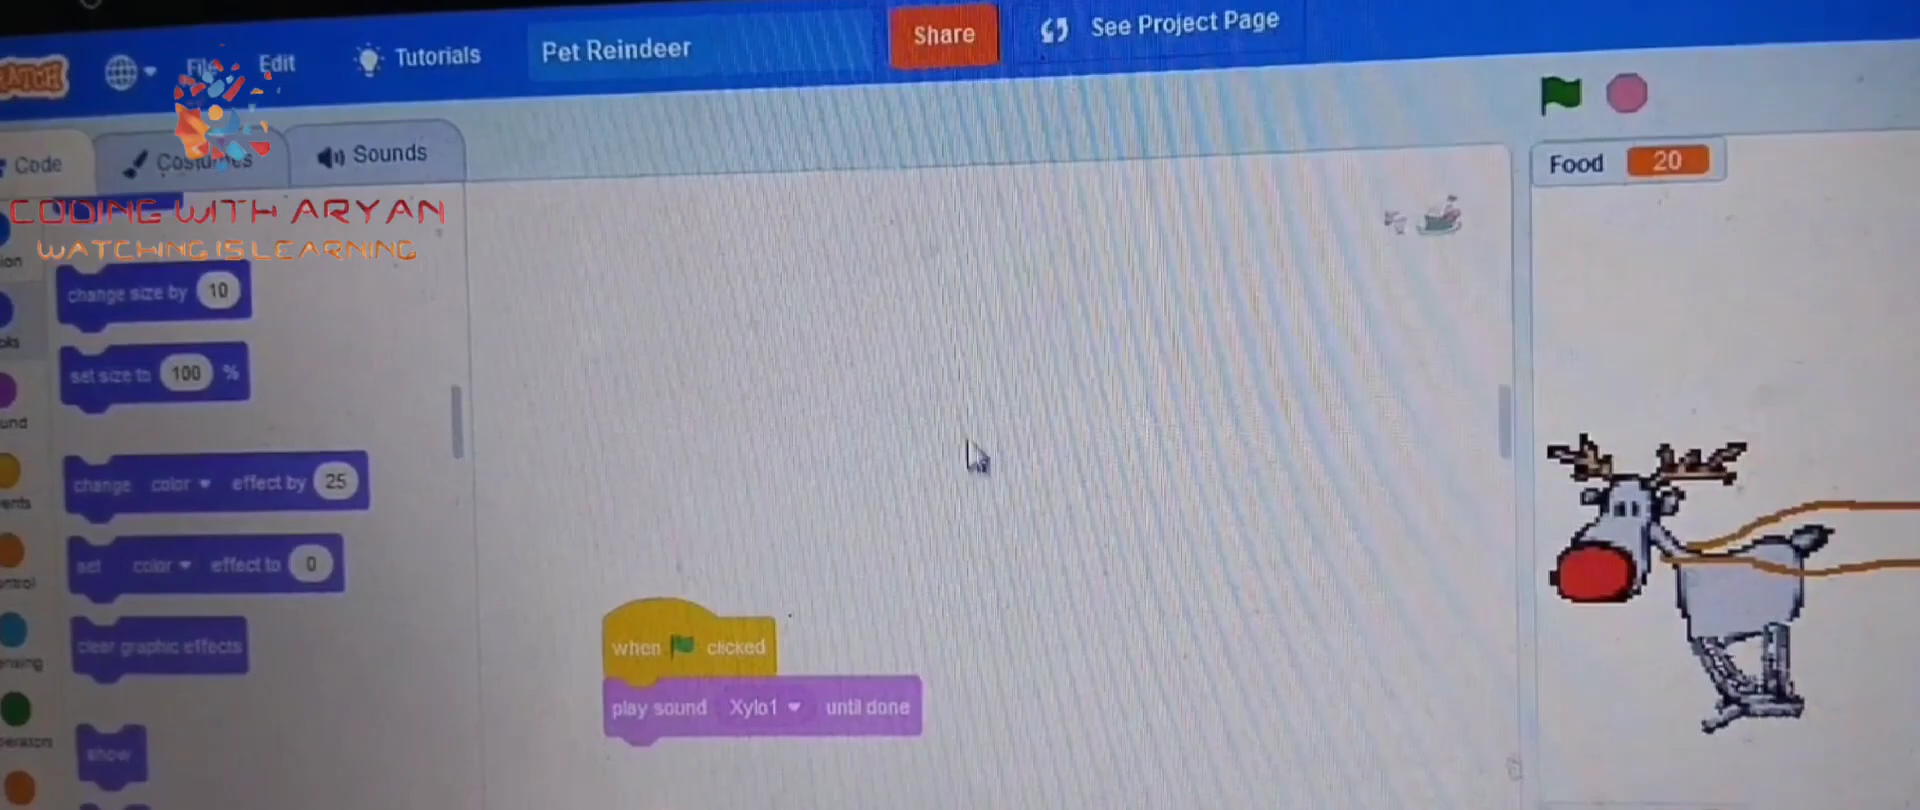 File
Edit
Tutorials
Pet Reindeer
Share
See Project Page
Code
Costumes
Sounds
Food 20
CODING WITH ARYAN
WATCHING IS LEARNING
change size by 10
set size to 100 %
change color effect by 25
set color effect to 0
clear graphic effects
show
when clicked
play sound Xylo1 until done